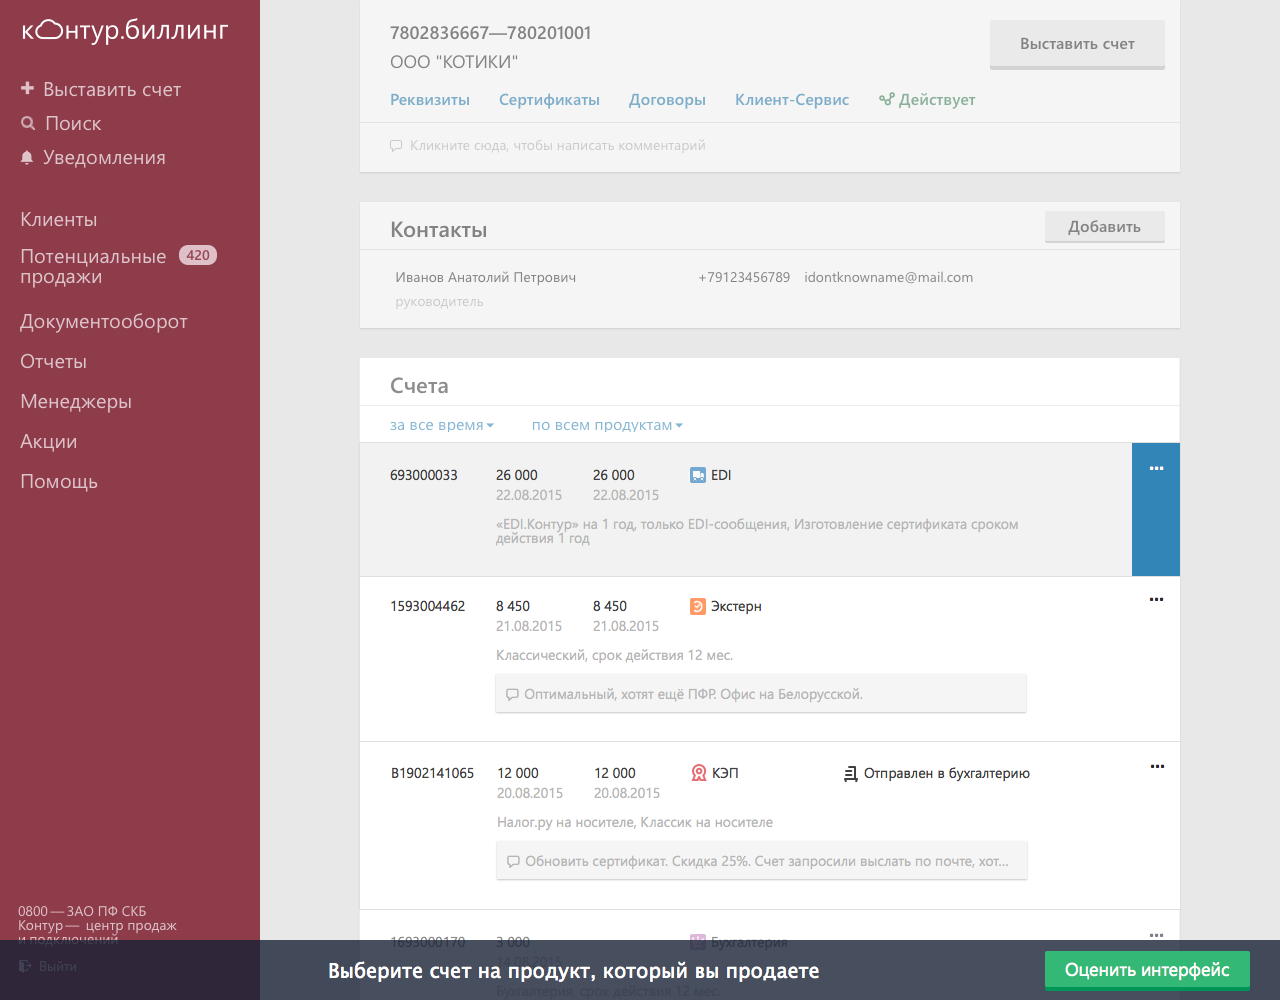 контур.биллинг
Выставить счет
Поиск
Уведомления
Клиенты
Потенциальные 420
продажи
Документооборот
Отчеты
Менеджеры
Акции
Помощь
0800 — ЗАО ПФ СКБ
Контур — центр продаж
и подключений
Выйти
7802836667—780201001
ООО "КОТИКИ"
Выставить счет
Реквизиты Сертификаты Договоры Клиент-Сервис Действует
Кликните сюда, чтобы написать комментарий
Контакты
Добавить
Иванов Анатолий Петрович +79123456789 idontknowname@mail.com
руководитель
Счета
за все время по всем продуктам
693000033 26 000 26 000 EDI
22.08.2015 22.08.2015
«EDI.Контур» на 1 год, только EDI-сообщения, Изготовление сертификата сроком
действия 1 год
1593004462 8 450 8 450 Экстерн
21.08.2015 21.08.2015
Классический, срок действия 12 мес.
Оптимальный, хотят ещё ПФР. Офис на Белорусской.
В1902141065 12 000 12 000 КЭП Отправлен в бухгалтерию
20.08.2015 20.08.2015
Налог.ру на носителе, Классик на носителе
Обновить сертификат. Скидка 25%. Счет запросили выслать по почте, хот...
1693000170 3 000 Бухгалтерия
14.08.2015
Бухгалтерия, срок действия 12 мес.
Выберите счет на продукт, который вы продаете
Оценить интерфейс